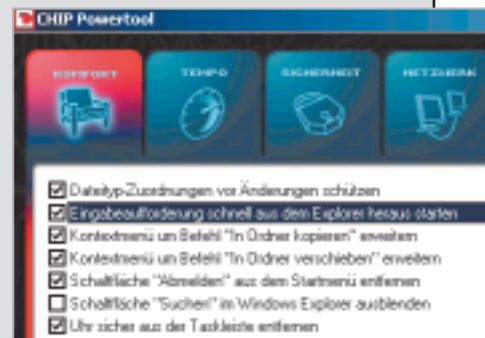 CHIP Powertool
KOMFORT TEMPO SICHERHEIT NETZWERK
Dateityp-Zuordnungen vor Änderungen schützen
Eingabeaufforderung schnell aus dem Explorer heraus starten
Kontextmenü um Befehl "In Ordner kopieren" erweitern
Kontextmenü um Befehl "In Ordner verschieben" erweitern
Schaltfläche "Abmelden" aus dem Startmenü entfernen
Schaltfläche "Suchen" im Windows Explorer ausblenden
Uhr sicher aus der Taskleiste entfernen